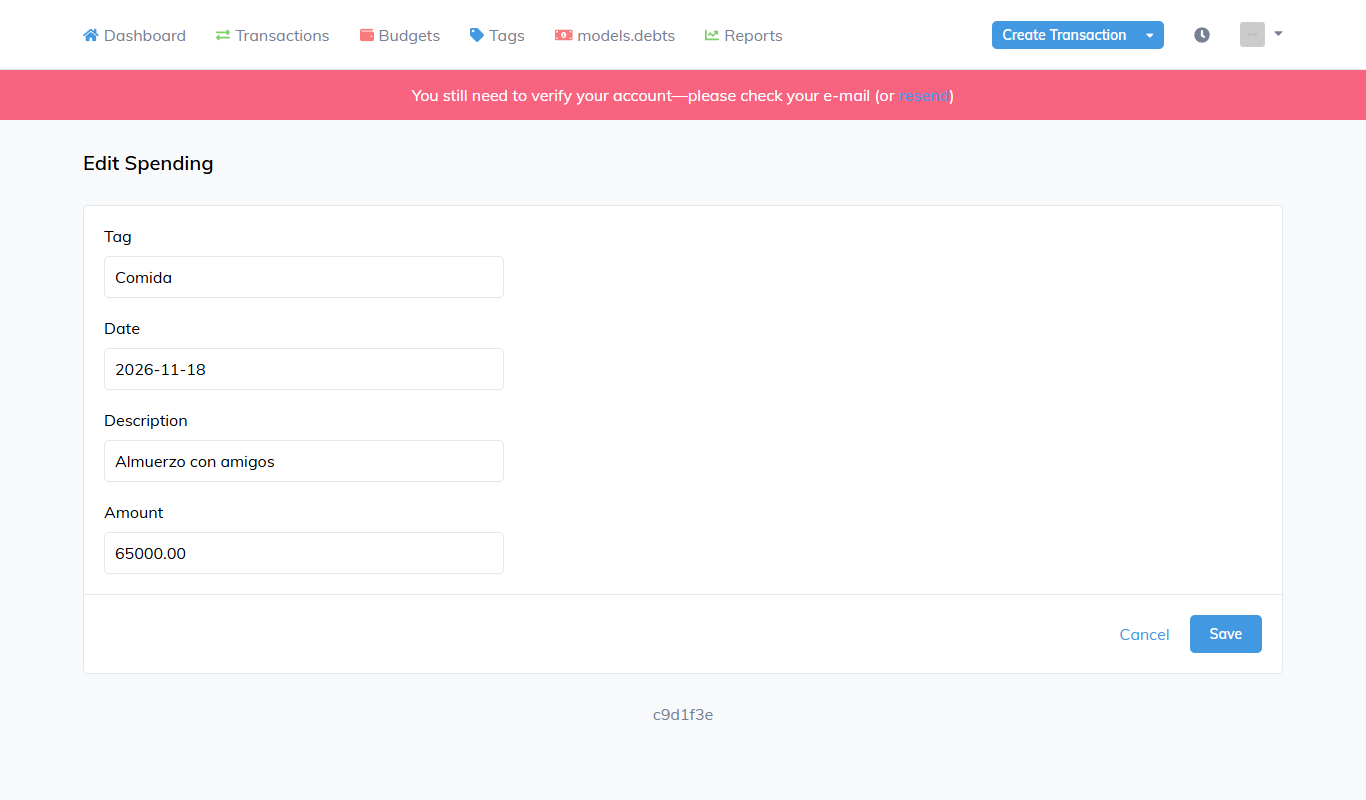 Dashboard Transactions Budgets Tags models.debts Reports Create Transaction
You still need to verify your account—please check your e-mail (or resend)
Edit Spending
Tag
Comida
Date
2026-11-18
Description
Almuerzo con amigos
Amount
65000.00
Cancel Save
c9d1f3e